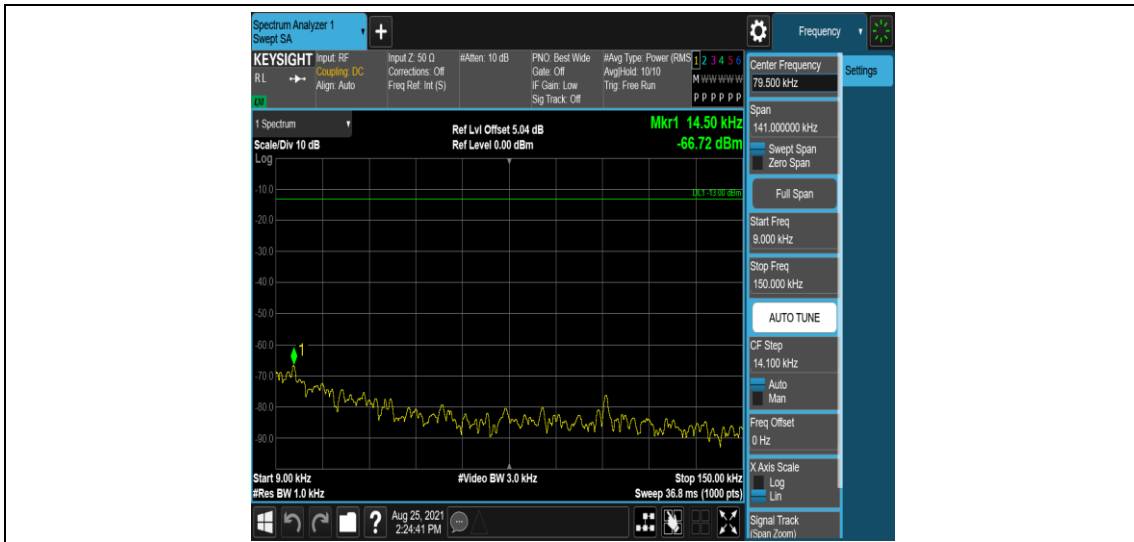 Spectrum Analyzer 1
Swept SA
Frequency
KEYSIGHT
RL
LXI
Input: RF
Coupling: DC
Align: Auto
Input Z: 50 Ω
Corrections: Off
Freq Ref: Int (S)
#Atten: 10 dB
PNO: Best Wide
Gate: Off
IF Gain: Low
Sig Track: Off
#Avg Type: Power (RMS
Avg|Hold: 10/10
Trig: Free Run
1 2 3 4 5 6
M W W W W W
P P P P P P
1 Spectrum
Scale/Div 10 dB
Log
Ref Lvl Offset 5.04 dB
Ref Level 0.00 dBm
Mkr1 14.50 kHz
-66.72 dBm
DL1 -13.00 dBm
-10.0
-20.0
-30.0
-40.0
-50.0
-60.0
1
-70.0
-80.0
-90.0
Start 9.00 kHz
#Res BW 1.0 kHz
#Video BW 3.0 kHz
Stop 150.00 kHz
Sweep 36.8 ms (1000 pts)
Aug 25, 2021
2:24:41 PM
Settings
Center Frequency
79.500 kHz
Span
141.000000 kHz
Swept Span
Zero Span
Full Span
Start Freq
9.000 kHz
Stop Freq
150.000 kHz
AUTO TUNE
CF Step
14.100 kHz
Auto
Man
Freq Offset
0 Hz
X Axis Scale
Log
Lin
Signal Track
(Span Zoom)